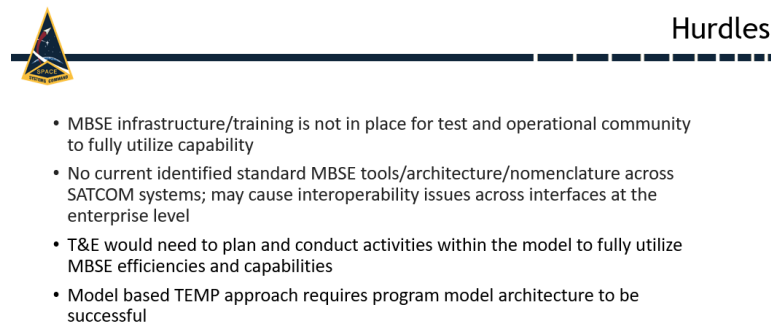 Hurdles
SPACE
SYSTEMS COMMAND
• MBSE infrastructure/training is not in place for test and operational community
to fully utilize capability
• No current identified standard MBSE tools/architecture/nomenclature across
SATCOM systems; may cause interoperability issues across interfaces at the
enterprise level
• T&E would need to plan and conduct activities within the model to fully utilize
MBSE efficiencies and capabilities
• Model based TEMP approach requires program model architecture to be
successful